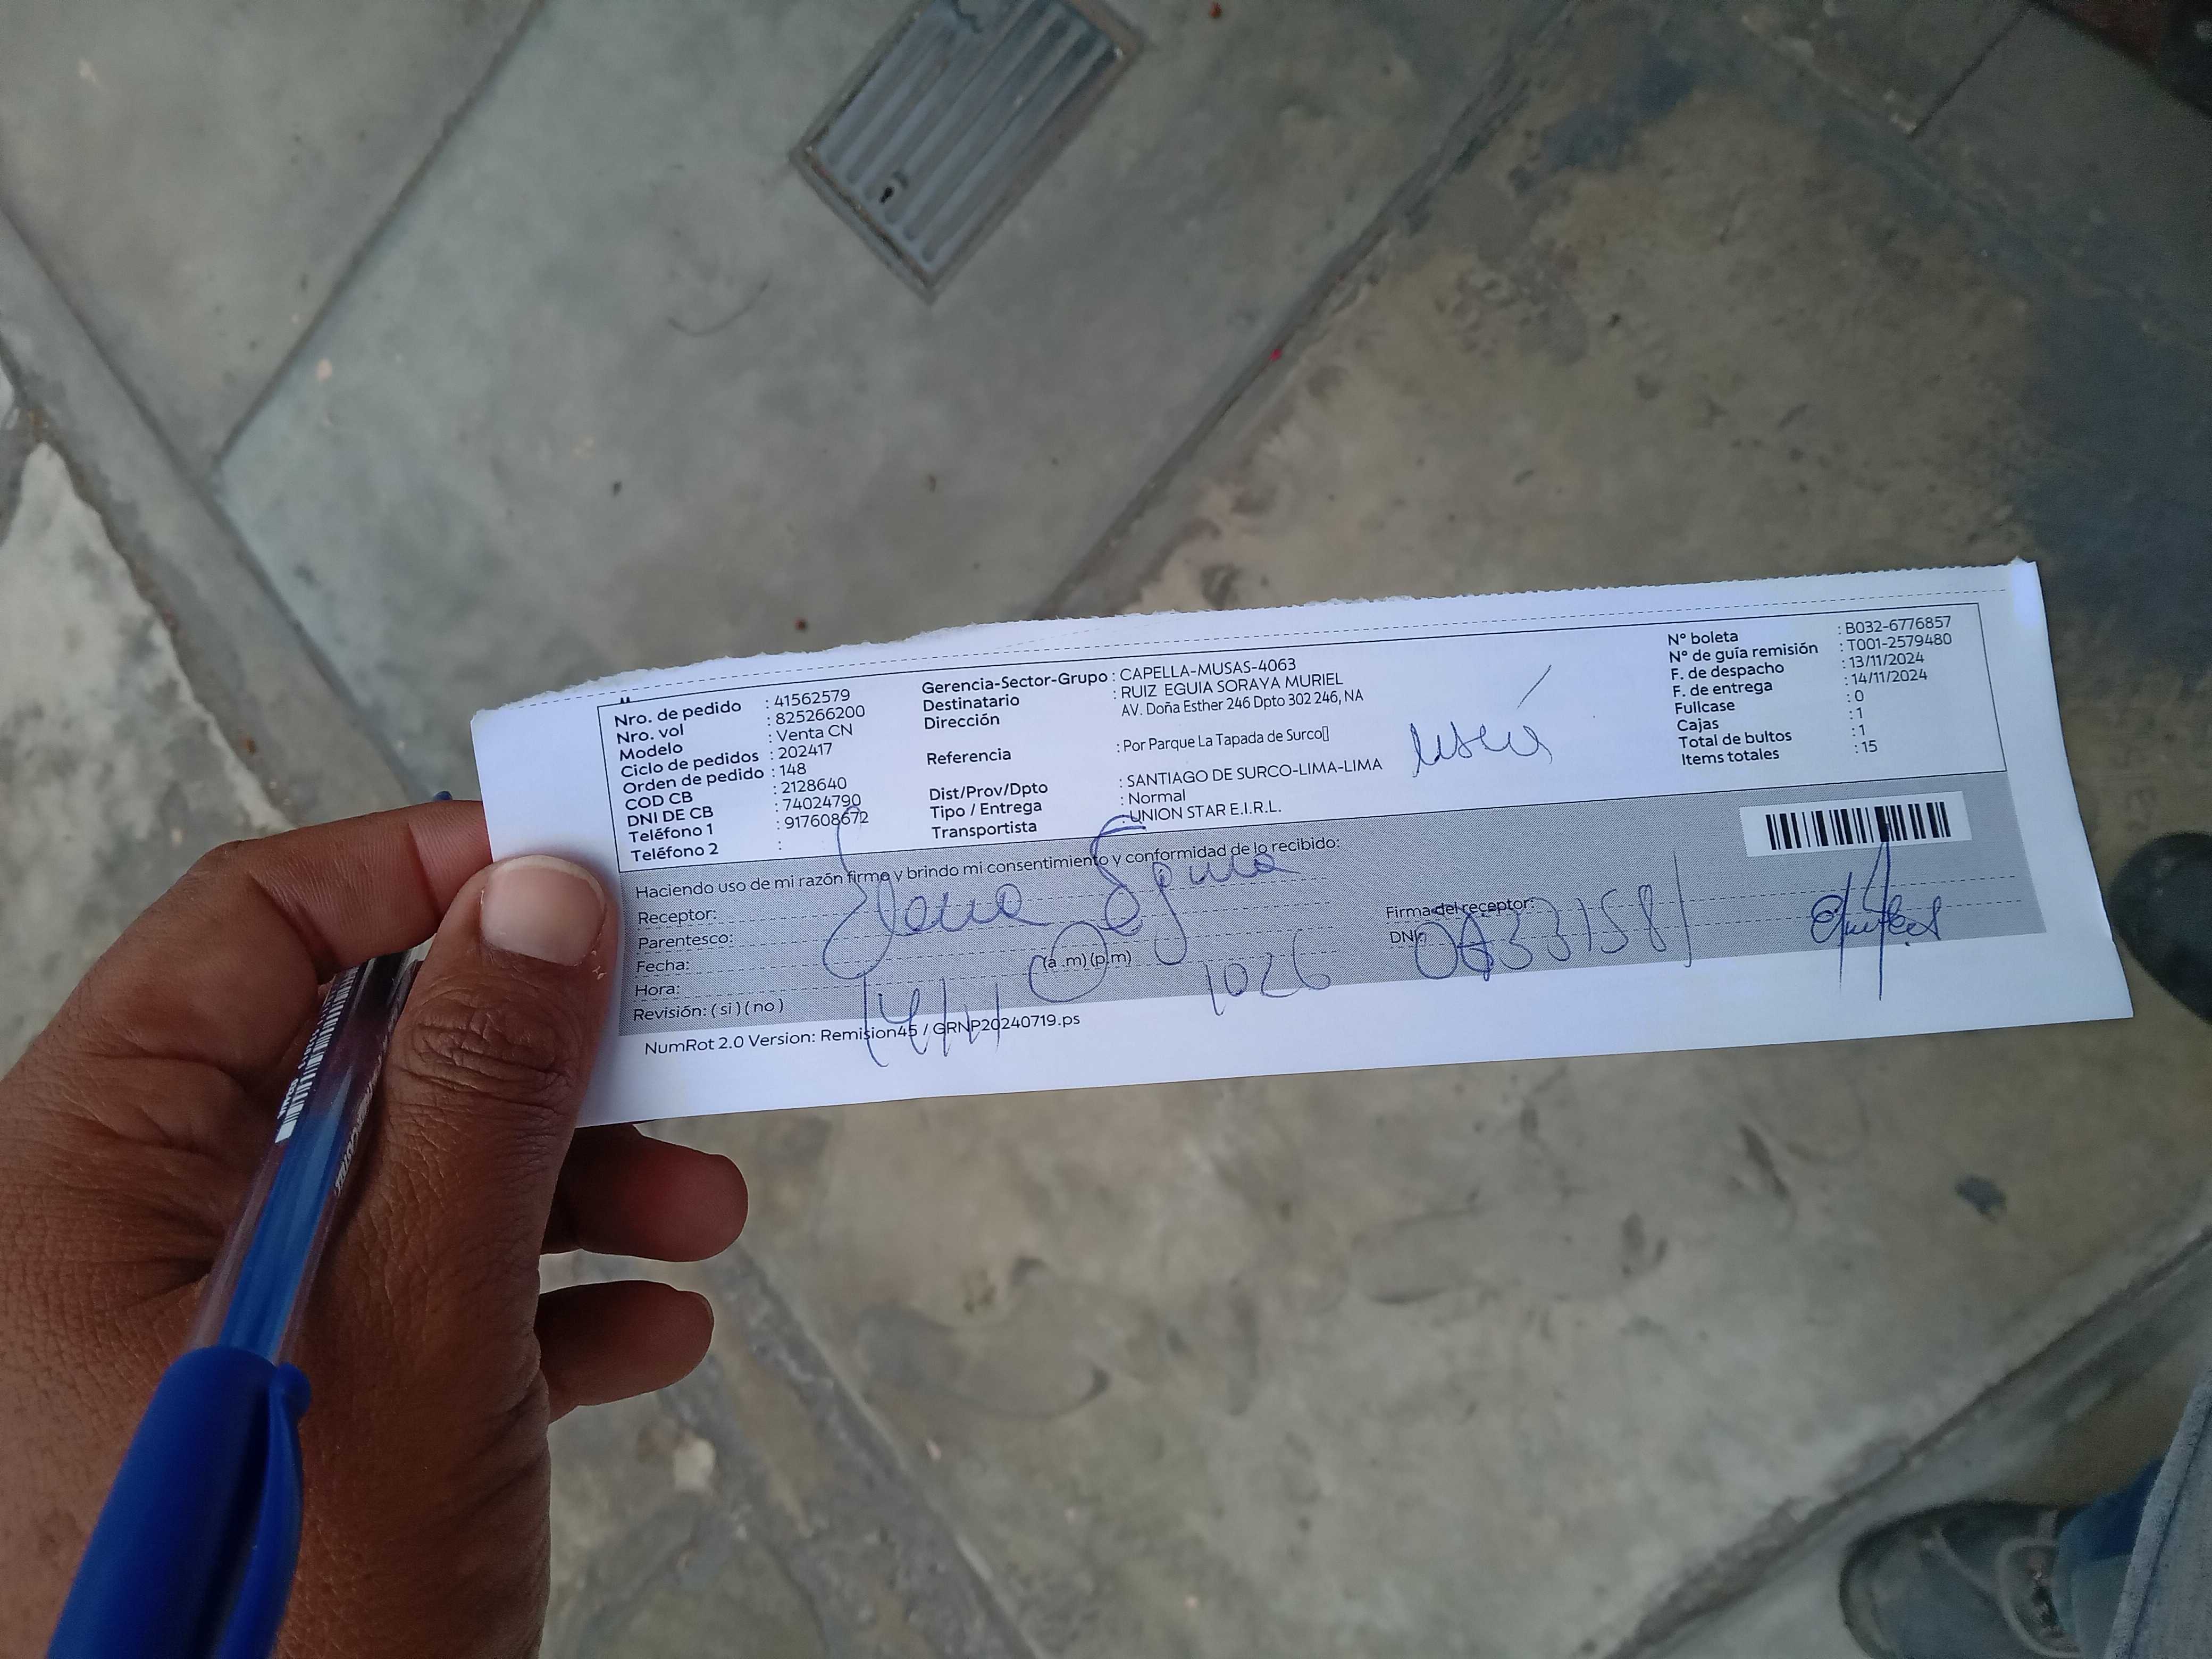 Nro. de pedido : 41562579
Nro. vol : 825266200
Modelo : Venta CN
Ciclo de pedidos : 202417
Orden de pedido : 148
COD CB : 2128640
DNI DE CB : 74024790
Teléfono 1 : 917608672
Teléfono 2 :
Gerencia-Sector-Grupo : CAPELLA-MUSAS-4063
Destinatario : RUIZ EGUIA SORAYA MURIEL
Dirección AV. Doña Esther 246 Dpto 302 246, NA
Referencia : Por Parque La Tapada de Surco
Dist/Prov/Dpto : SANTIAGO DE SURCO-LIMA-LIMA
Tipo / Entrega : Normal
Transportista : UNION STAR E.I.R.L.
N° boleta : B032-6776857
N° de guía remisión : T001-2579480
F. de despacho : 13/11/2024
F. de entrega : 14/11/2024
Fullcase : 0
Cajas : 1
Total de bultos : 1
Items totales : 15
Haciendo uso de mi razón firmo y brindo mi consentimiento y conformidad de lo recibido:
Receptor: Elena Eguia
Parentesco:
Fecha: 14/11
Hora: (a .m) (p.m) 1026
Revisión: ( si ) ( no )
Firma del receptor:
DNI:
NumRot 2.0 Version: Remision45 / GRNP20240719.ps